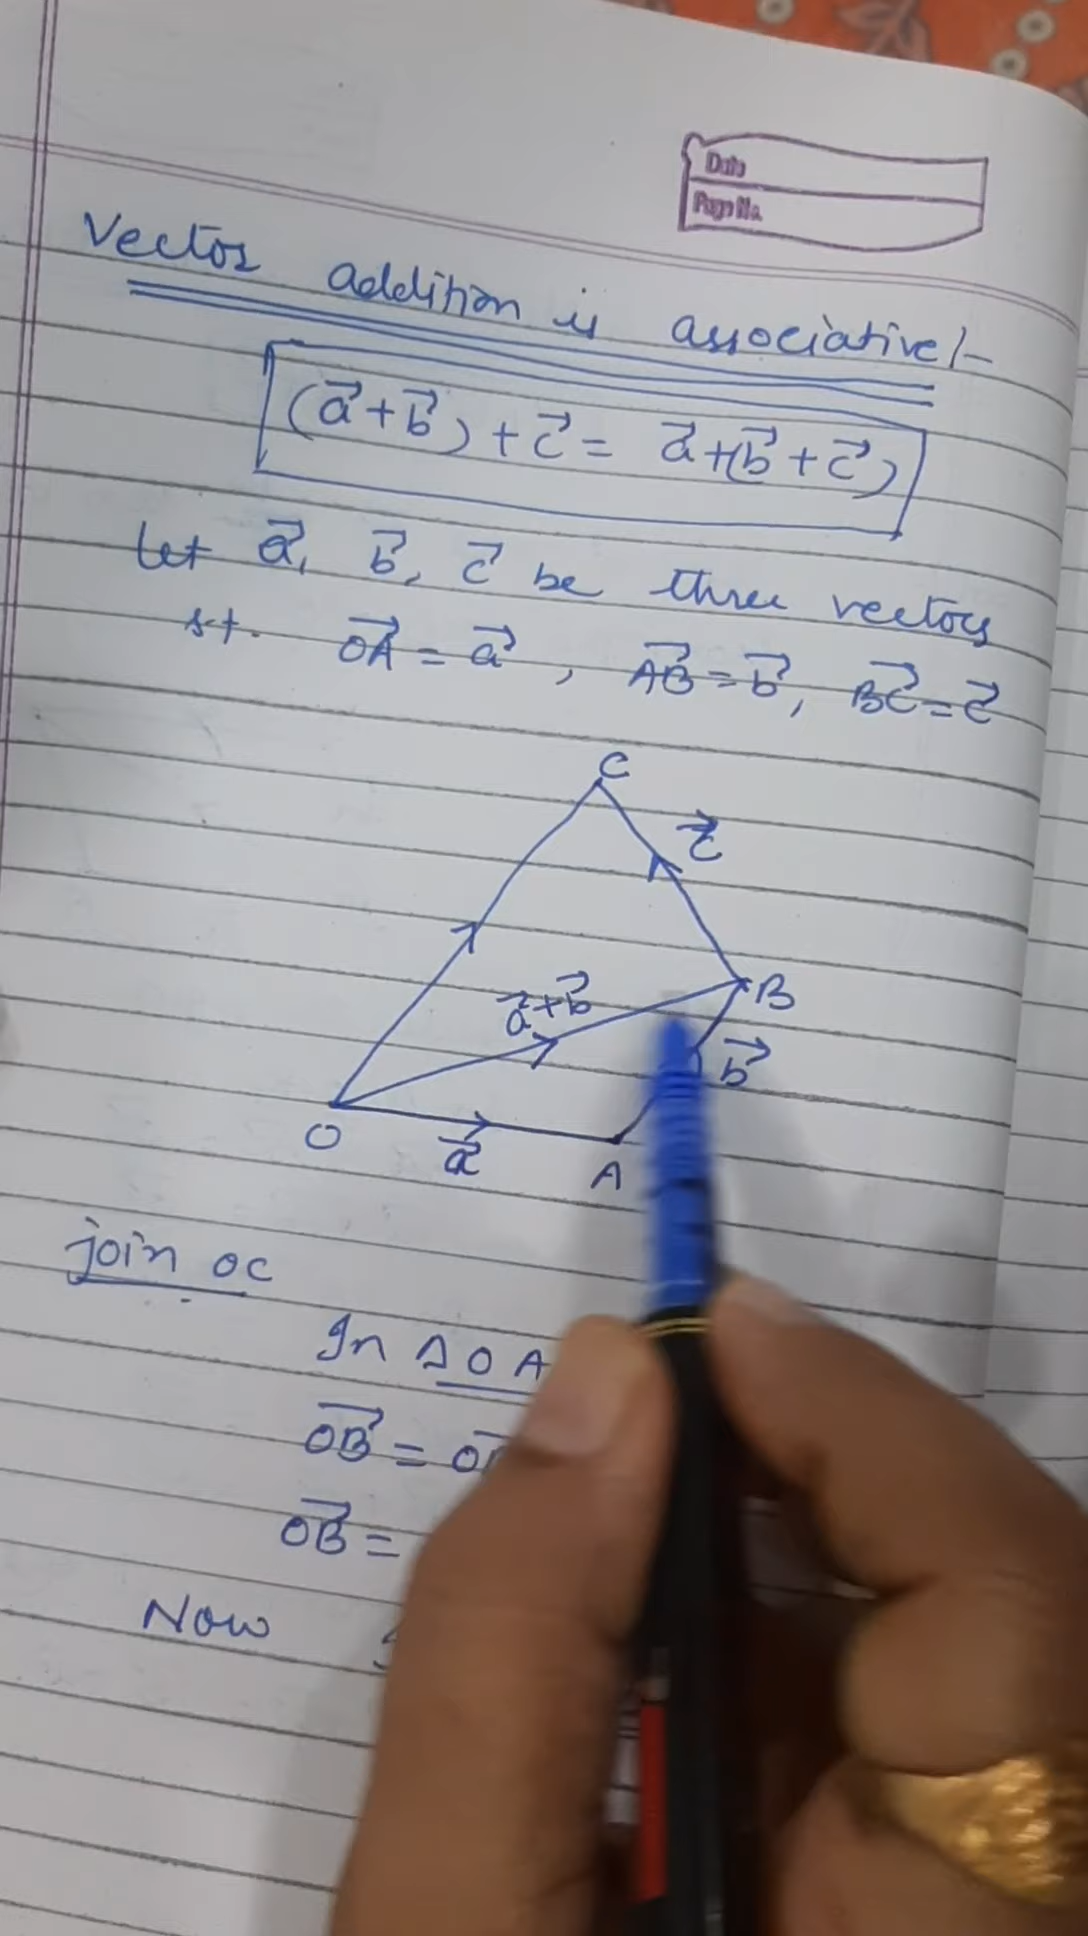 Date
Page No.
Vector addition is associative:-
(a⃗+b⃗)+c⃗ = a⃗+(b⃗+c⃗)
Let a⃗, b⃗, c⃗ be three vectors
s.t. OA⃗ = a⃗, AB⃗ = b⃗, BC⃗ = c⃗
C
c⃗
a⃗+b⃗
B
b⃗
O
a⃗
A
join OC
In Δ O A
OB⃗ =
OB⃗ =
Now